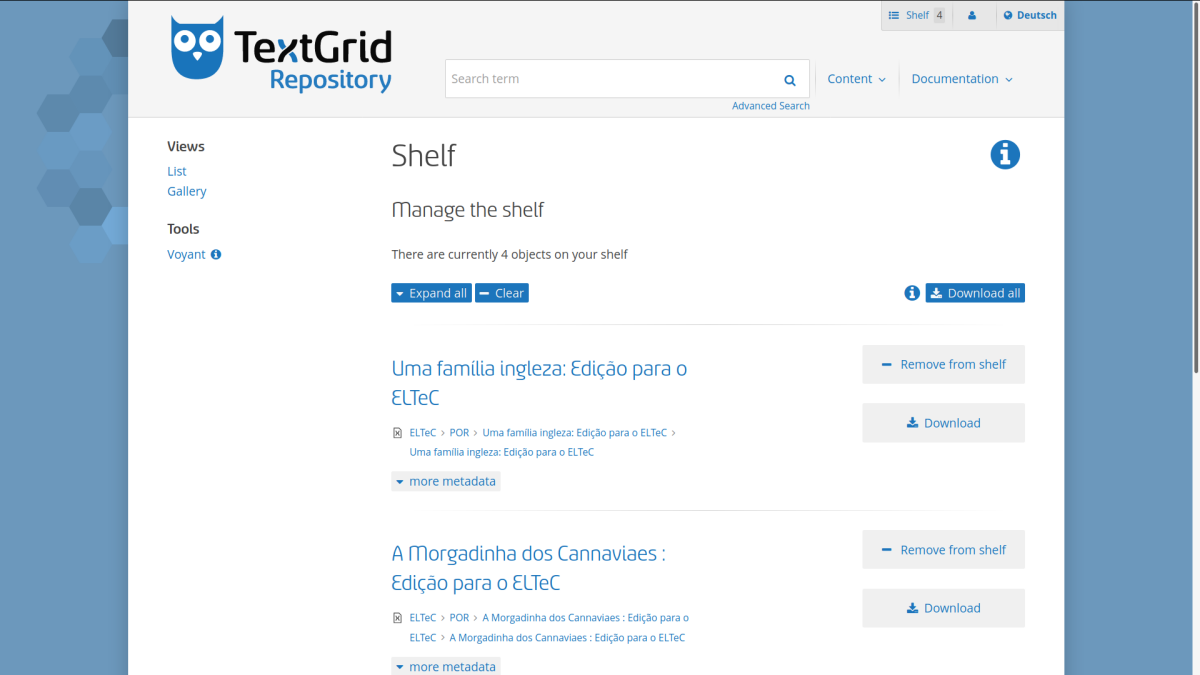 Shelf 4 Deutsch
TextGrid
Repository
Search term
Content Documentation
Advanced Search
Views
List
Gallery
Tools
Voyant
Shelf
Manage the shelf
There are currently 4 objects on your shelf
Expand all Clear Download all
Uma família ingleza: Edição para o
ELTeC
ELTeC > POR > Uma família ingleza: Edição para o ELTeC >
Uma família ingleza: Edição para o ELTeC
more metadata
Remove from shelf
Download
A Morgadinha dos Cannaviaes :
Edição para o ELTeC
ELTeC > POR > A Morgadinha dos Cannaviaes : Edição para o
ELTeC > A Morgadinha dos Cannaviaes : Edição para o ELTeC
more metadata
Remove from shelf
Download